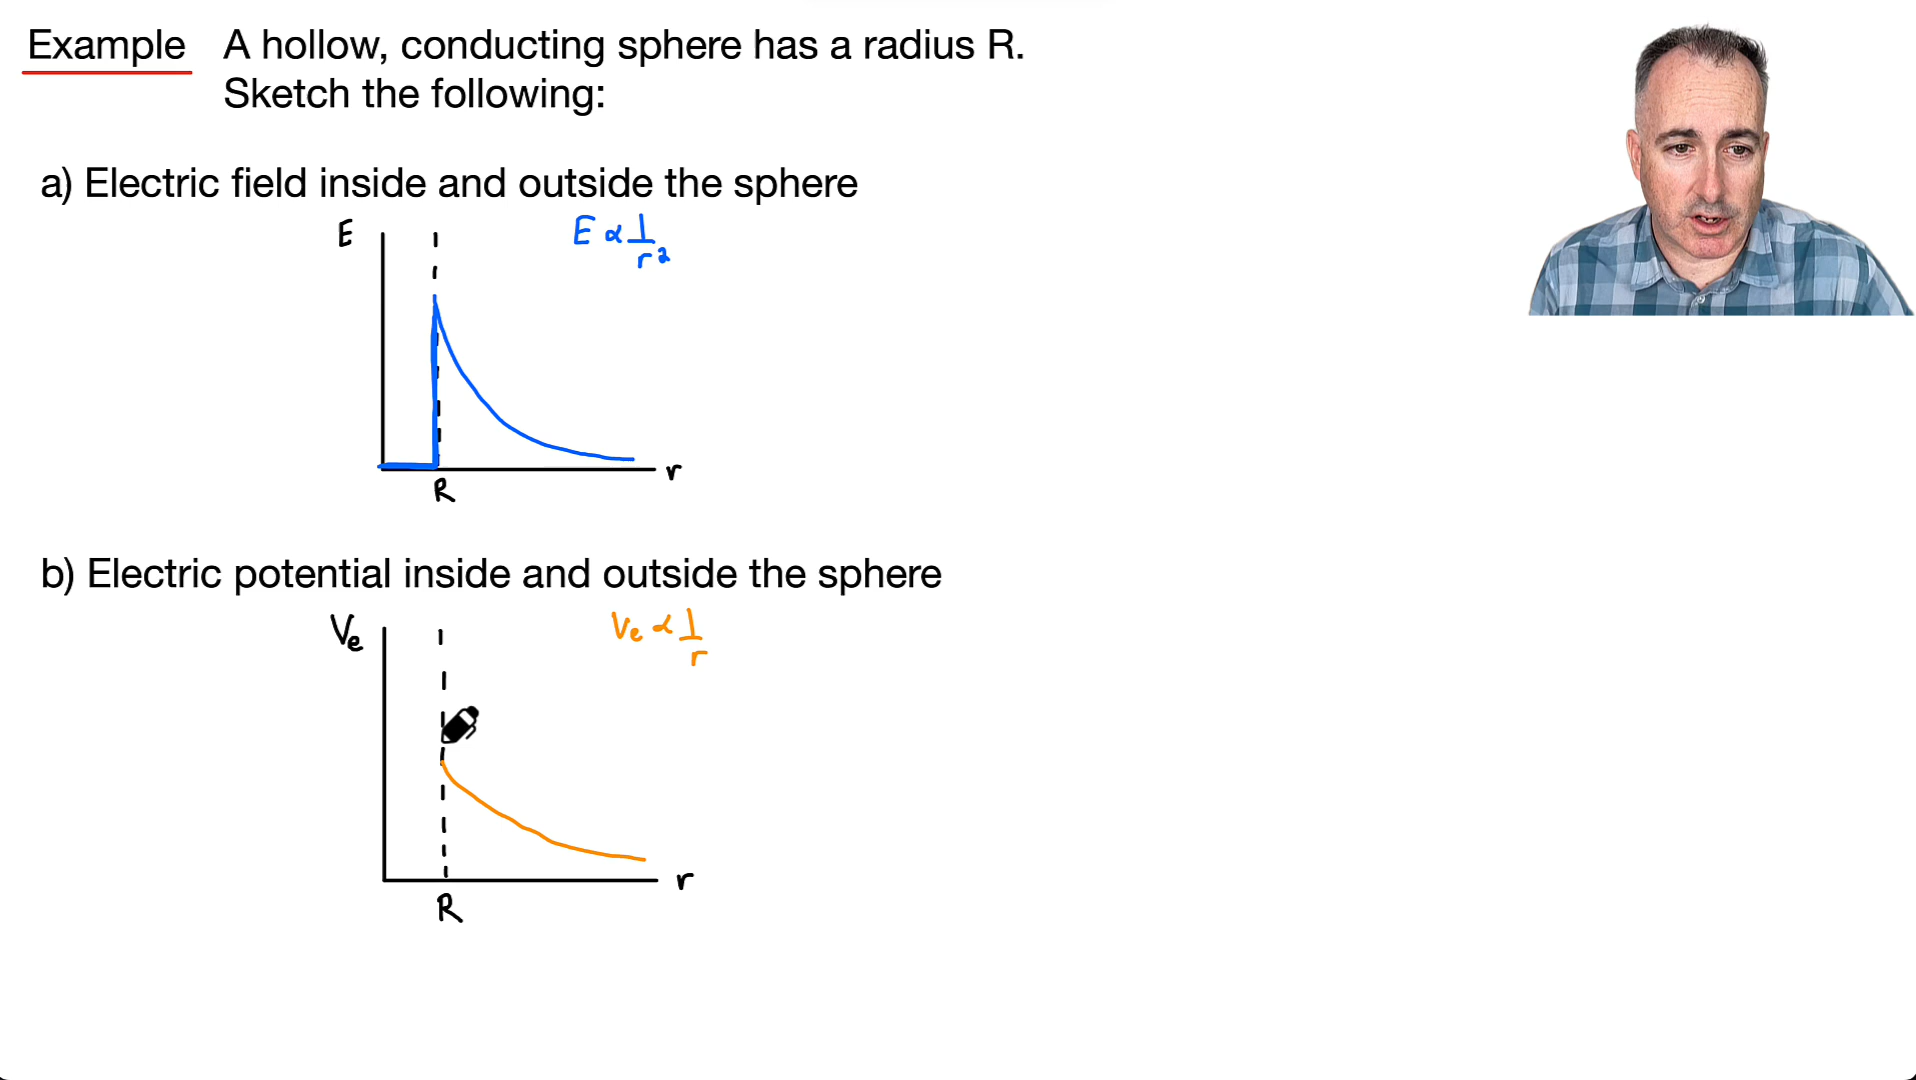 Example A hollow, conducting sphere has a radius R.
Sketch the following:
a) Electric field inside and outside the sphere
E
E ∝ 1/r²
r
R
b) Electric potential inside and outside the sphere
Ve
Ve ∝ 1/r
r
R